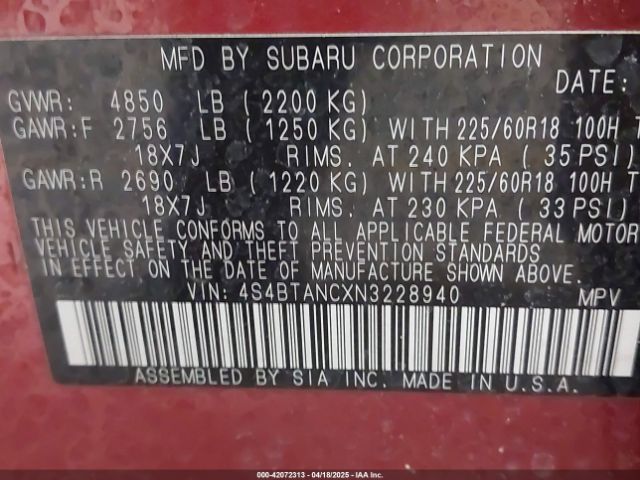 MFD BY SUBARU CORPORATION
DATE:
GVWR: 4850 LB ( 2200 KG)
GAWR:F 2756 LB ( 1250 KG) WITH 225/60R18 100H T
18X7J RIMS. AT 240 KPA ( 35 PSI)
GAWR:R 2690 LB ( 1220 KG) WITH 225/60R18 100H T
18X7J RIMS. AT 230 KPA ( 33 PSI)
THIS VEHICLE CONFORMS TO ALL APPLICABLE FEDERAL MOTOR
VEHICLE SAFETY AND THEFT PREVENTION STANDARDS
IN EFFECT ON THE DATE OF MANUFACTURE SHOWN ABOVE.
VIN: 4S4BTANCXN3228940 MPV
ASSEMBLED BY SIA INC. MADE IN U.S.A.
000-42072313 - 04/18/2025 - IAA